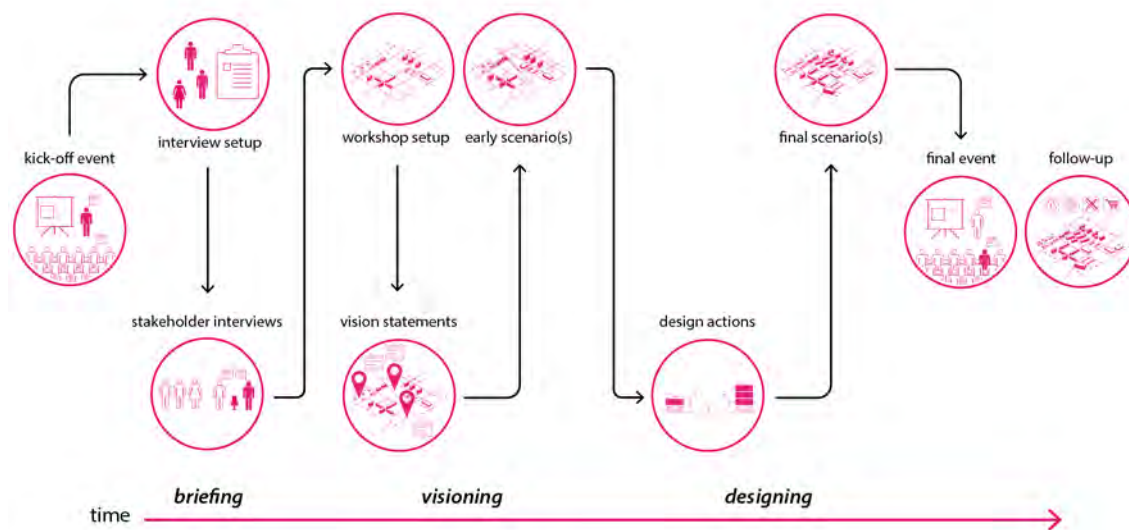 interview setup
workshop setup
early scenario(s)
final scenario(s)
kick-off event
final event
follow-up
stakeholder interviews
vision statements
design actions
briefing
visioning
designing
time